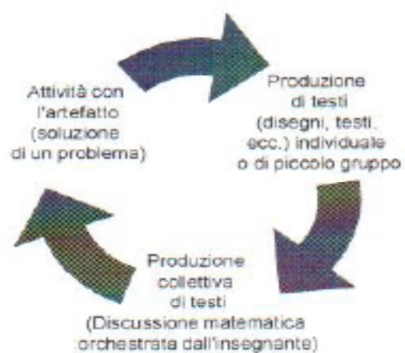 Attività con
l'artefatto
(soluzione
di un problema)
Produzione
di testi
(disegni, testi,
ecc.) individuale
o di piccolo gruppo
Produzione
collettiva
di testi
(Discussione matematica
orchestrata dall'insegnante)